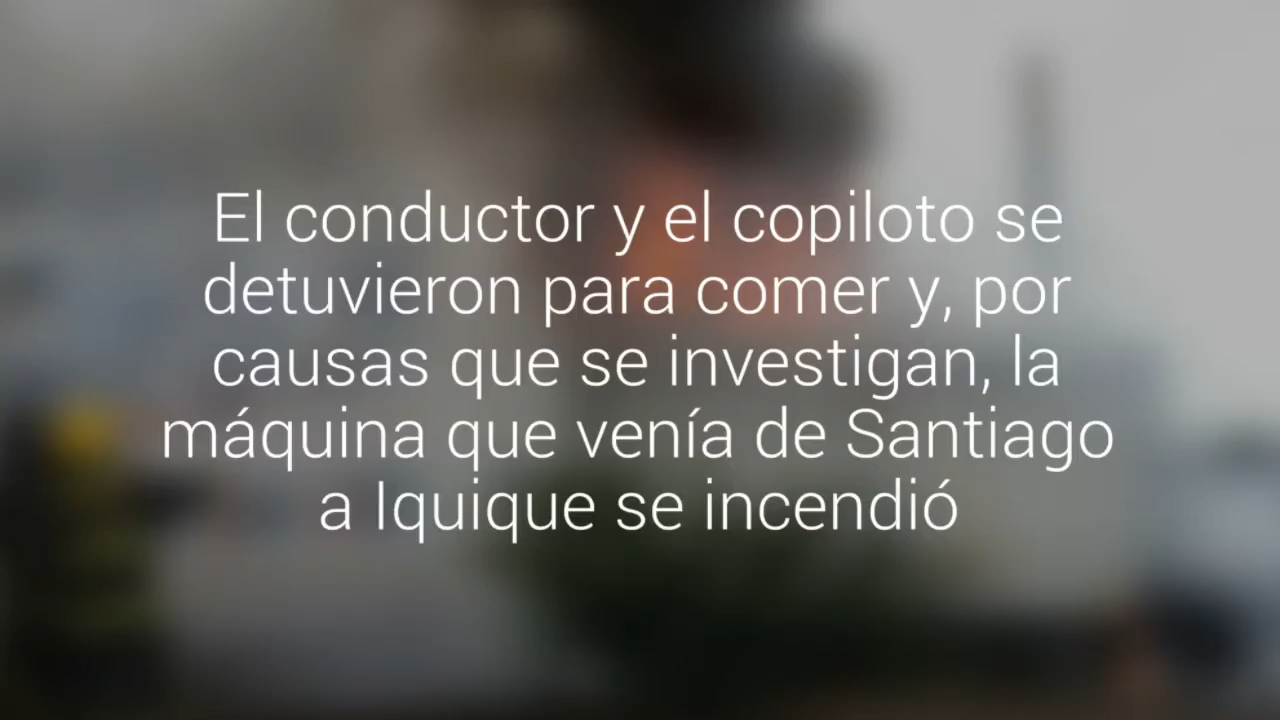 El conductor y el copiloto se
detuvieron para comer y, por
causas que se investigan, la
máquina que venía de Santiago
a Iquique se incendió